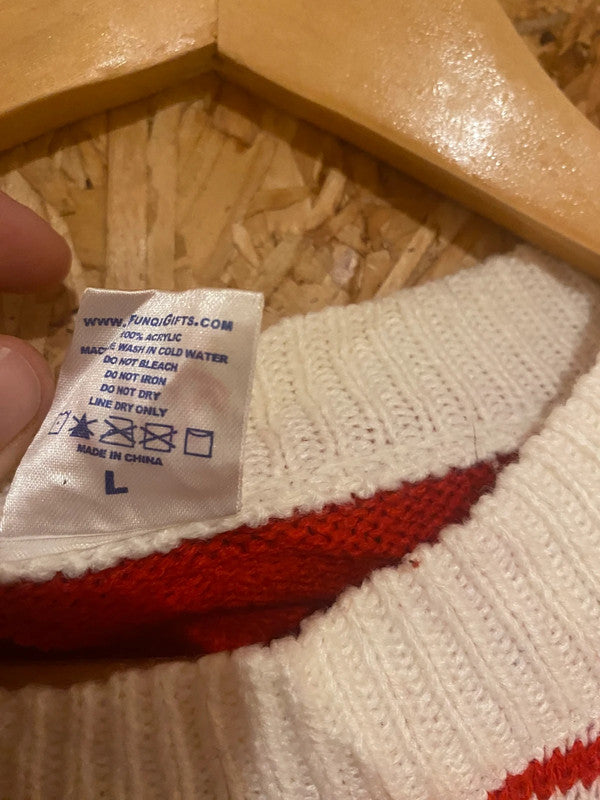 www.FunqiGifts.com
100% ACRYLIC
MADE WASH IN COLD WATER
DO NOT BLEACH
DO NOT IRON
DO NOT DRY
LINE DRY ONLY
MADE IN CHINA
L